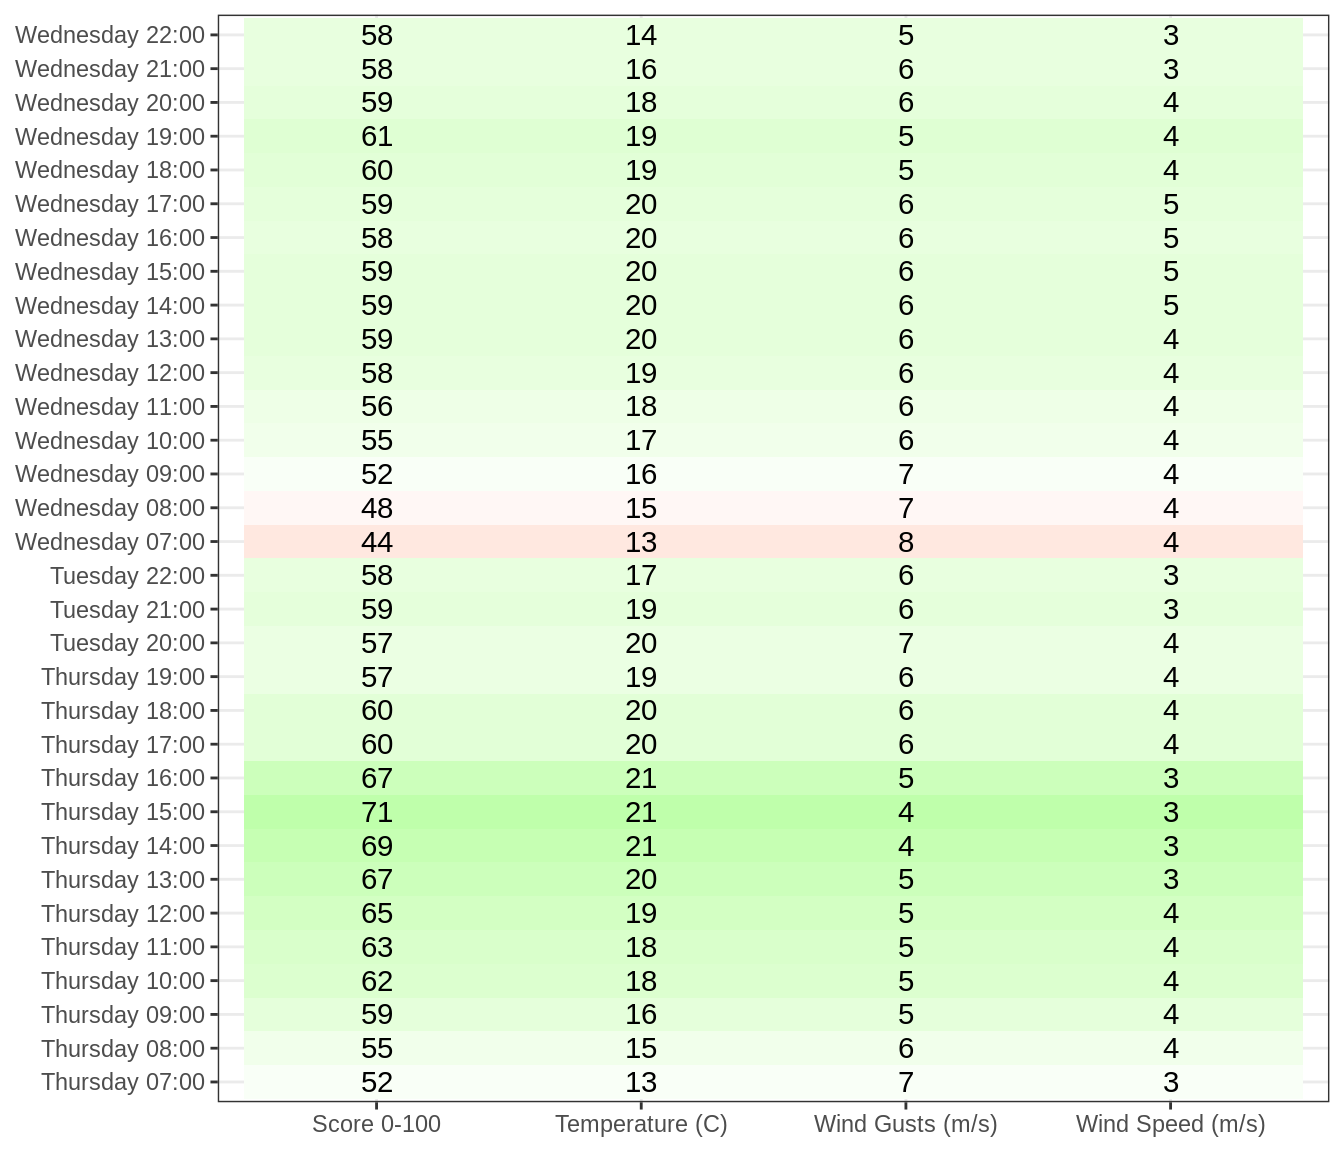 Wednesday 22:00 58 14 5 3
Wednesday 21:00 58 16 6 3
Wednesday 20:00 59 18 6 4
Wednesday 19:00 61 19 5 4
Wednesday 18:00 60 19 5 4
Wednesday 17:00 59 20 6 5
Wednesday 16:00 58 20 6 5
Wednesday 15:00 59 20 6 5
Wednesday 14:00 59 20 6 5
Wednesday 13:00 59 20 6 4
Wednesday 12:00 58 19 6 4
Wednesday 11:00 56 18 6 4
Wednesday 10:00 55 17 6 4
Wednesday 09:00 52 16 7 4
Wednesday 08:00 48 15 7 4
Wednesday 07:00 44 13 8 4
Tuesday 22:00 58 17 6 3
Tuesday 21:00 59 19 6 3
Tuesday 20:00 57 20 7 4
Thursday 19:00 57 19 6 4
Thursday 18:00 60 20 6 4
Thursday 17:00 60 20 6 4
Thursday 16:00 67 21 5 3
Thursday 15:00 71 21 4 3
Thursday 14:00 69 21 4 3
Thursday 13:00 67 20 5 3
Thursday 12:00 65 19 5 4
Thursday 11:00 63 18 5 4
Thursday 10:00 62 18 5 4
Thursday 09:00 59 16 5 4
Thursday 08:00 55 15 6 4
Thursday 07:00 52 13 7 3
Score 0-100 Temperature (C) Wind Gusts (m/s) Wind Speed (m/s)